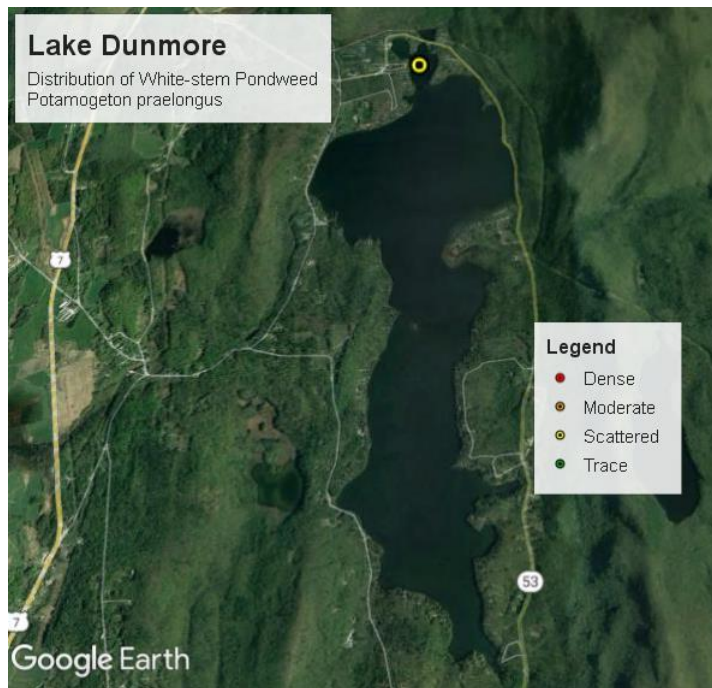 Lake Dunmore
Distribution of White-stem Pondweed
Potamogeton praelongus
7
Legend
Dense
Moderate
Scattered
Trace
53
7
Google Earth